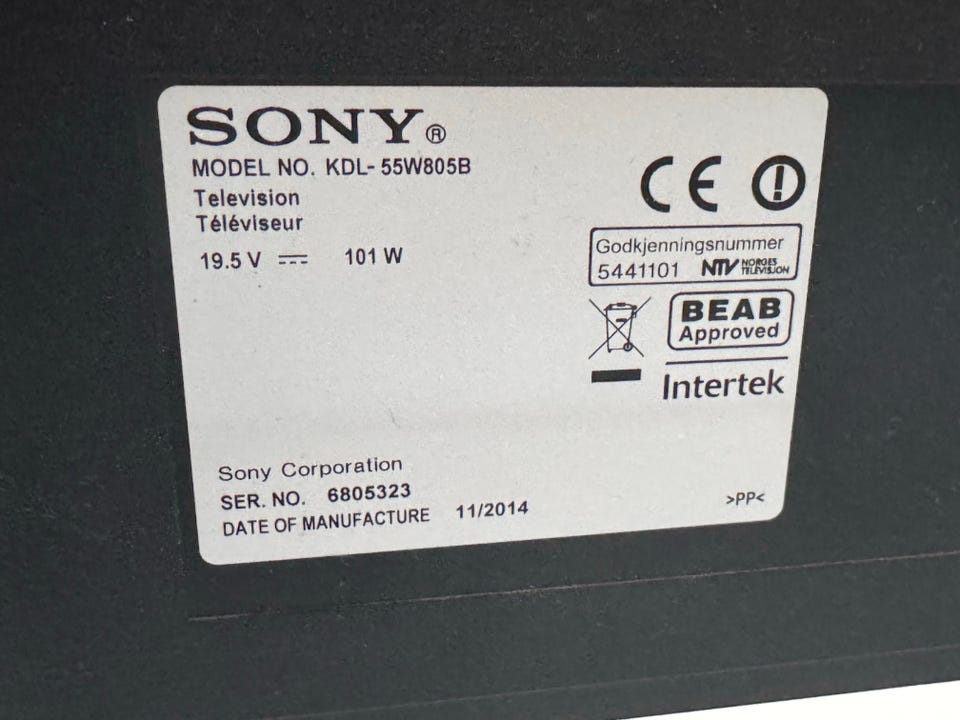 SONY®
MODEL NO. KDL- 55W805B
Television
Téléviseur
19.5 V ⎓ 101 W
CE
Godkjenningsnummer
5441101 NTV NORGES TELEVISJON
BEAB
Approved
Intertek
Sony Corporation
SER. NO. 6805323
DATE OF MANUFACTURE 11/2014
>PP<